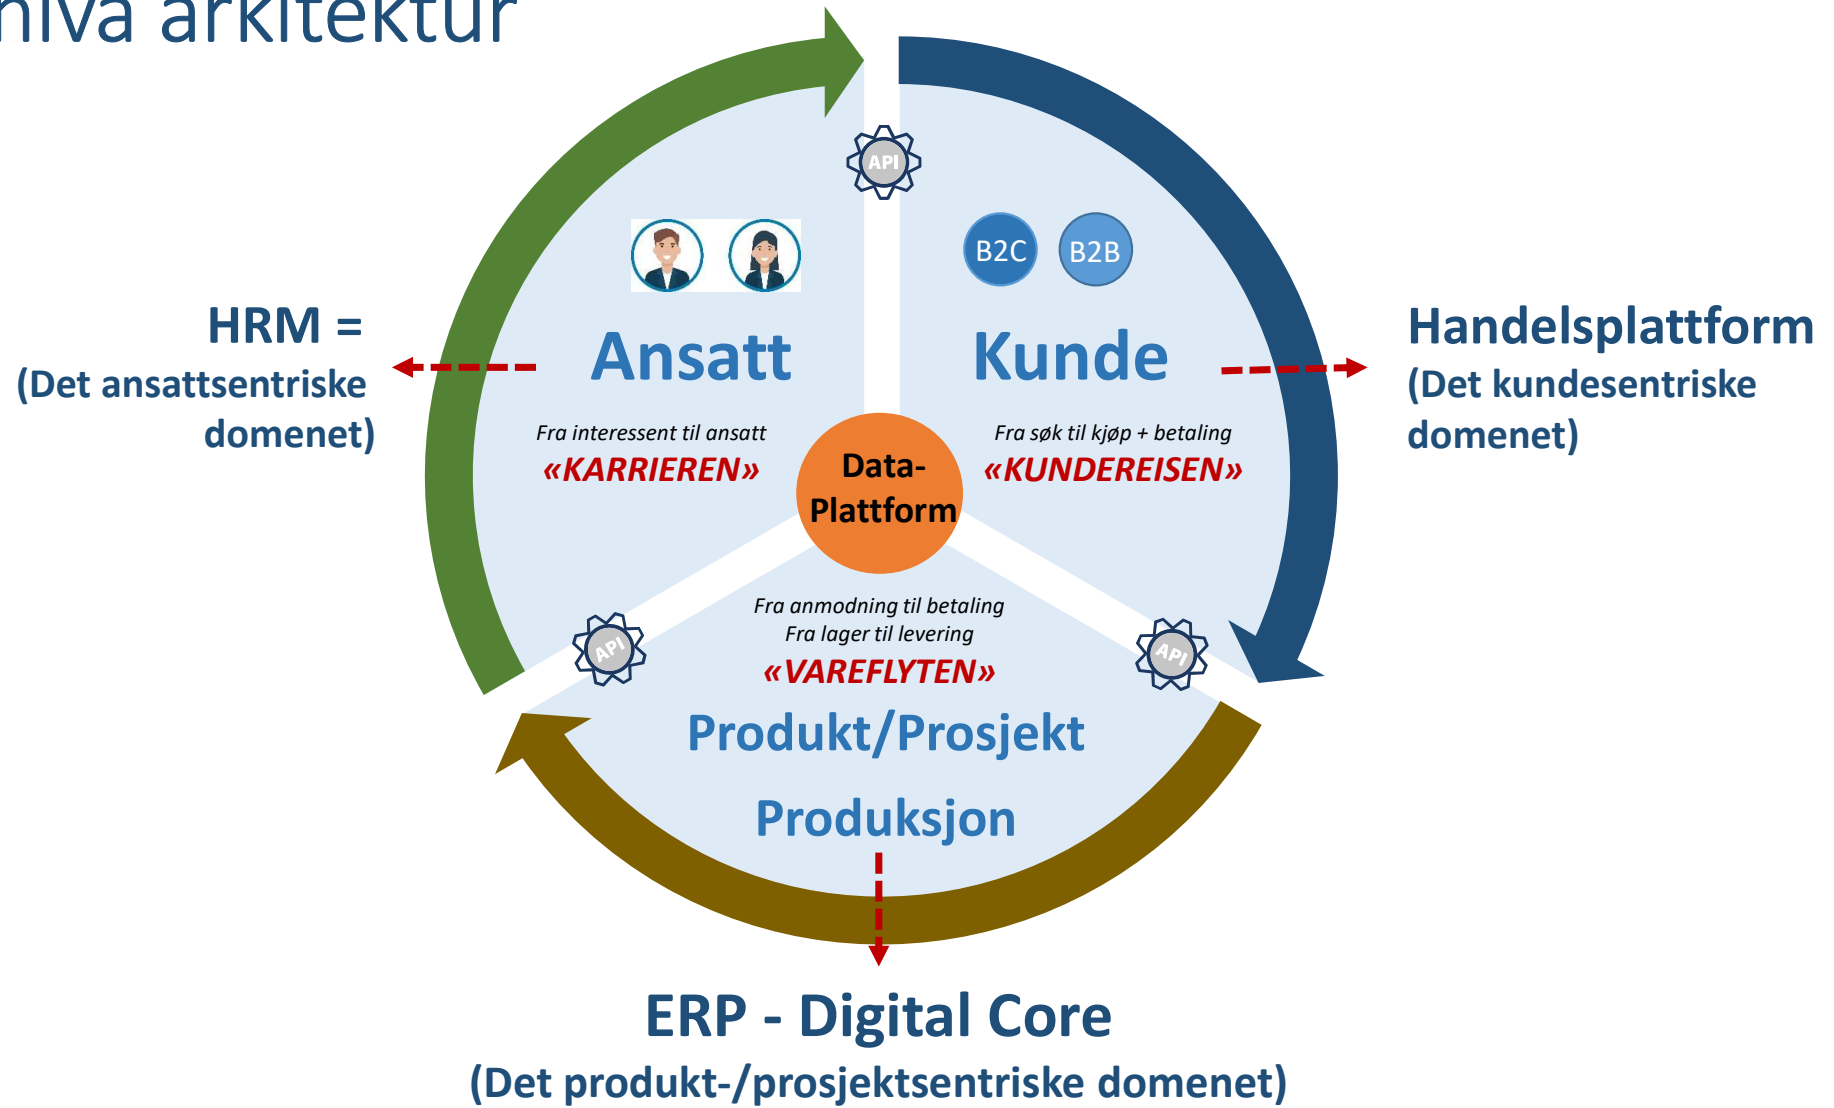 nivå arkitektur
API
B2C
B2B
HRM =
(Det ansattsentriske
domenet)
Ansatt
Fra interessent til ansatt
«KARRIEREN»
Kunde
Fra søk til kjøp + betaling
«KUNDEREISEN»
Handelsplattform
(Det kundesentriske
domenet)
Data-
Plattform
API
API
Fra anmodning til betaling
Fra lager til levering
«VAREFLYTEN»
Produkt/Prosjekt
Produksjon
ERP - Digital Core
(Det produkt-/prosjektsentriske domenet)